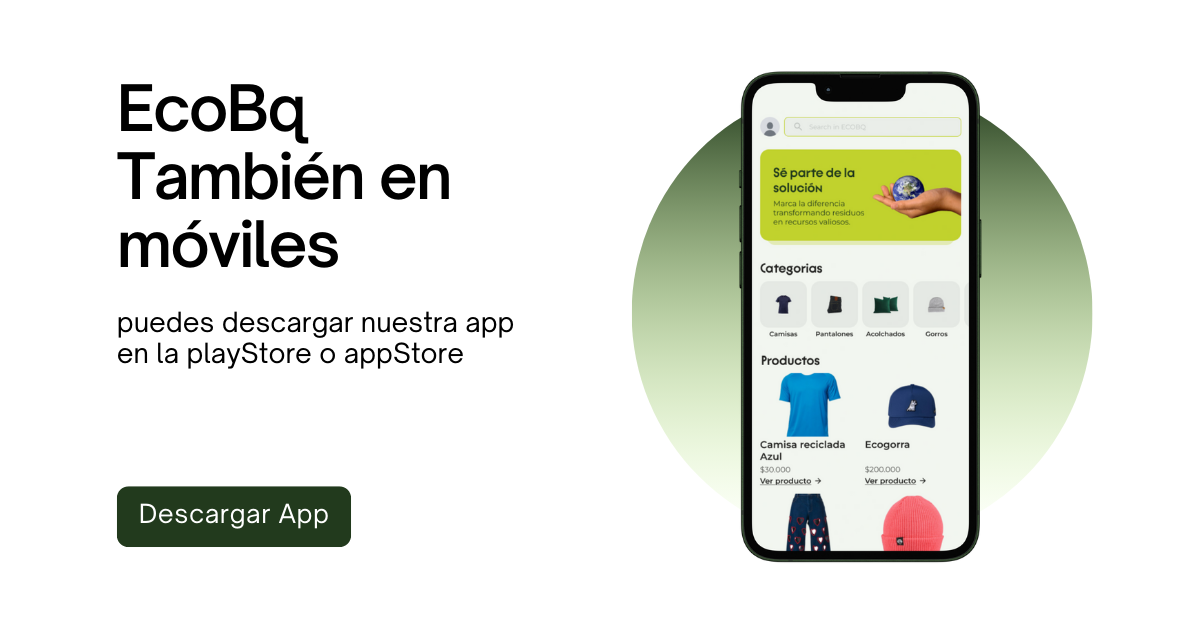 EcoBq
También en
móviles
puedes descargar nuestra app
en la playStore o appStore
Descargar App
Search in ECOBQ
Sé parte de la
solución
Marca la diferencia
transformando residuos
en recursos valiosos.
Categorias
Camisas Pantalones Acolchados Gorros
Productos
Camisa reciclada
Azul
$30.000
Ver producto →
Ecogorra
$200.000
Ver producto →